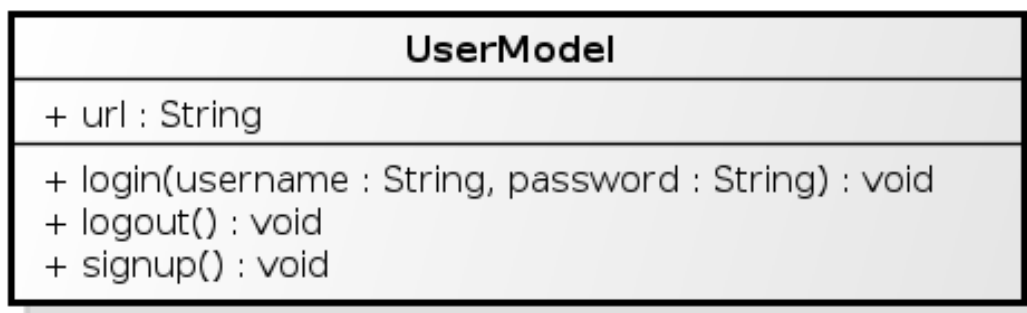 UserModel
+ url : String
+ login(username : String, password : String) : void
+ logout() : void
+ signup() : void